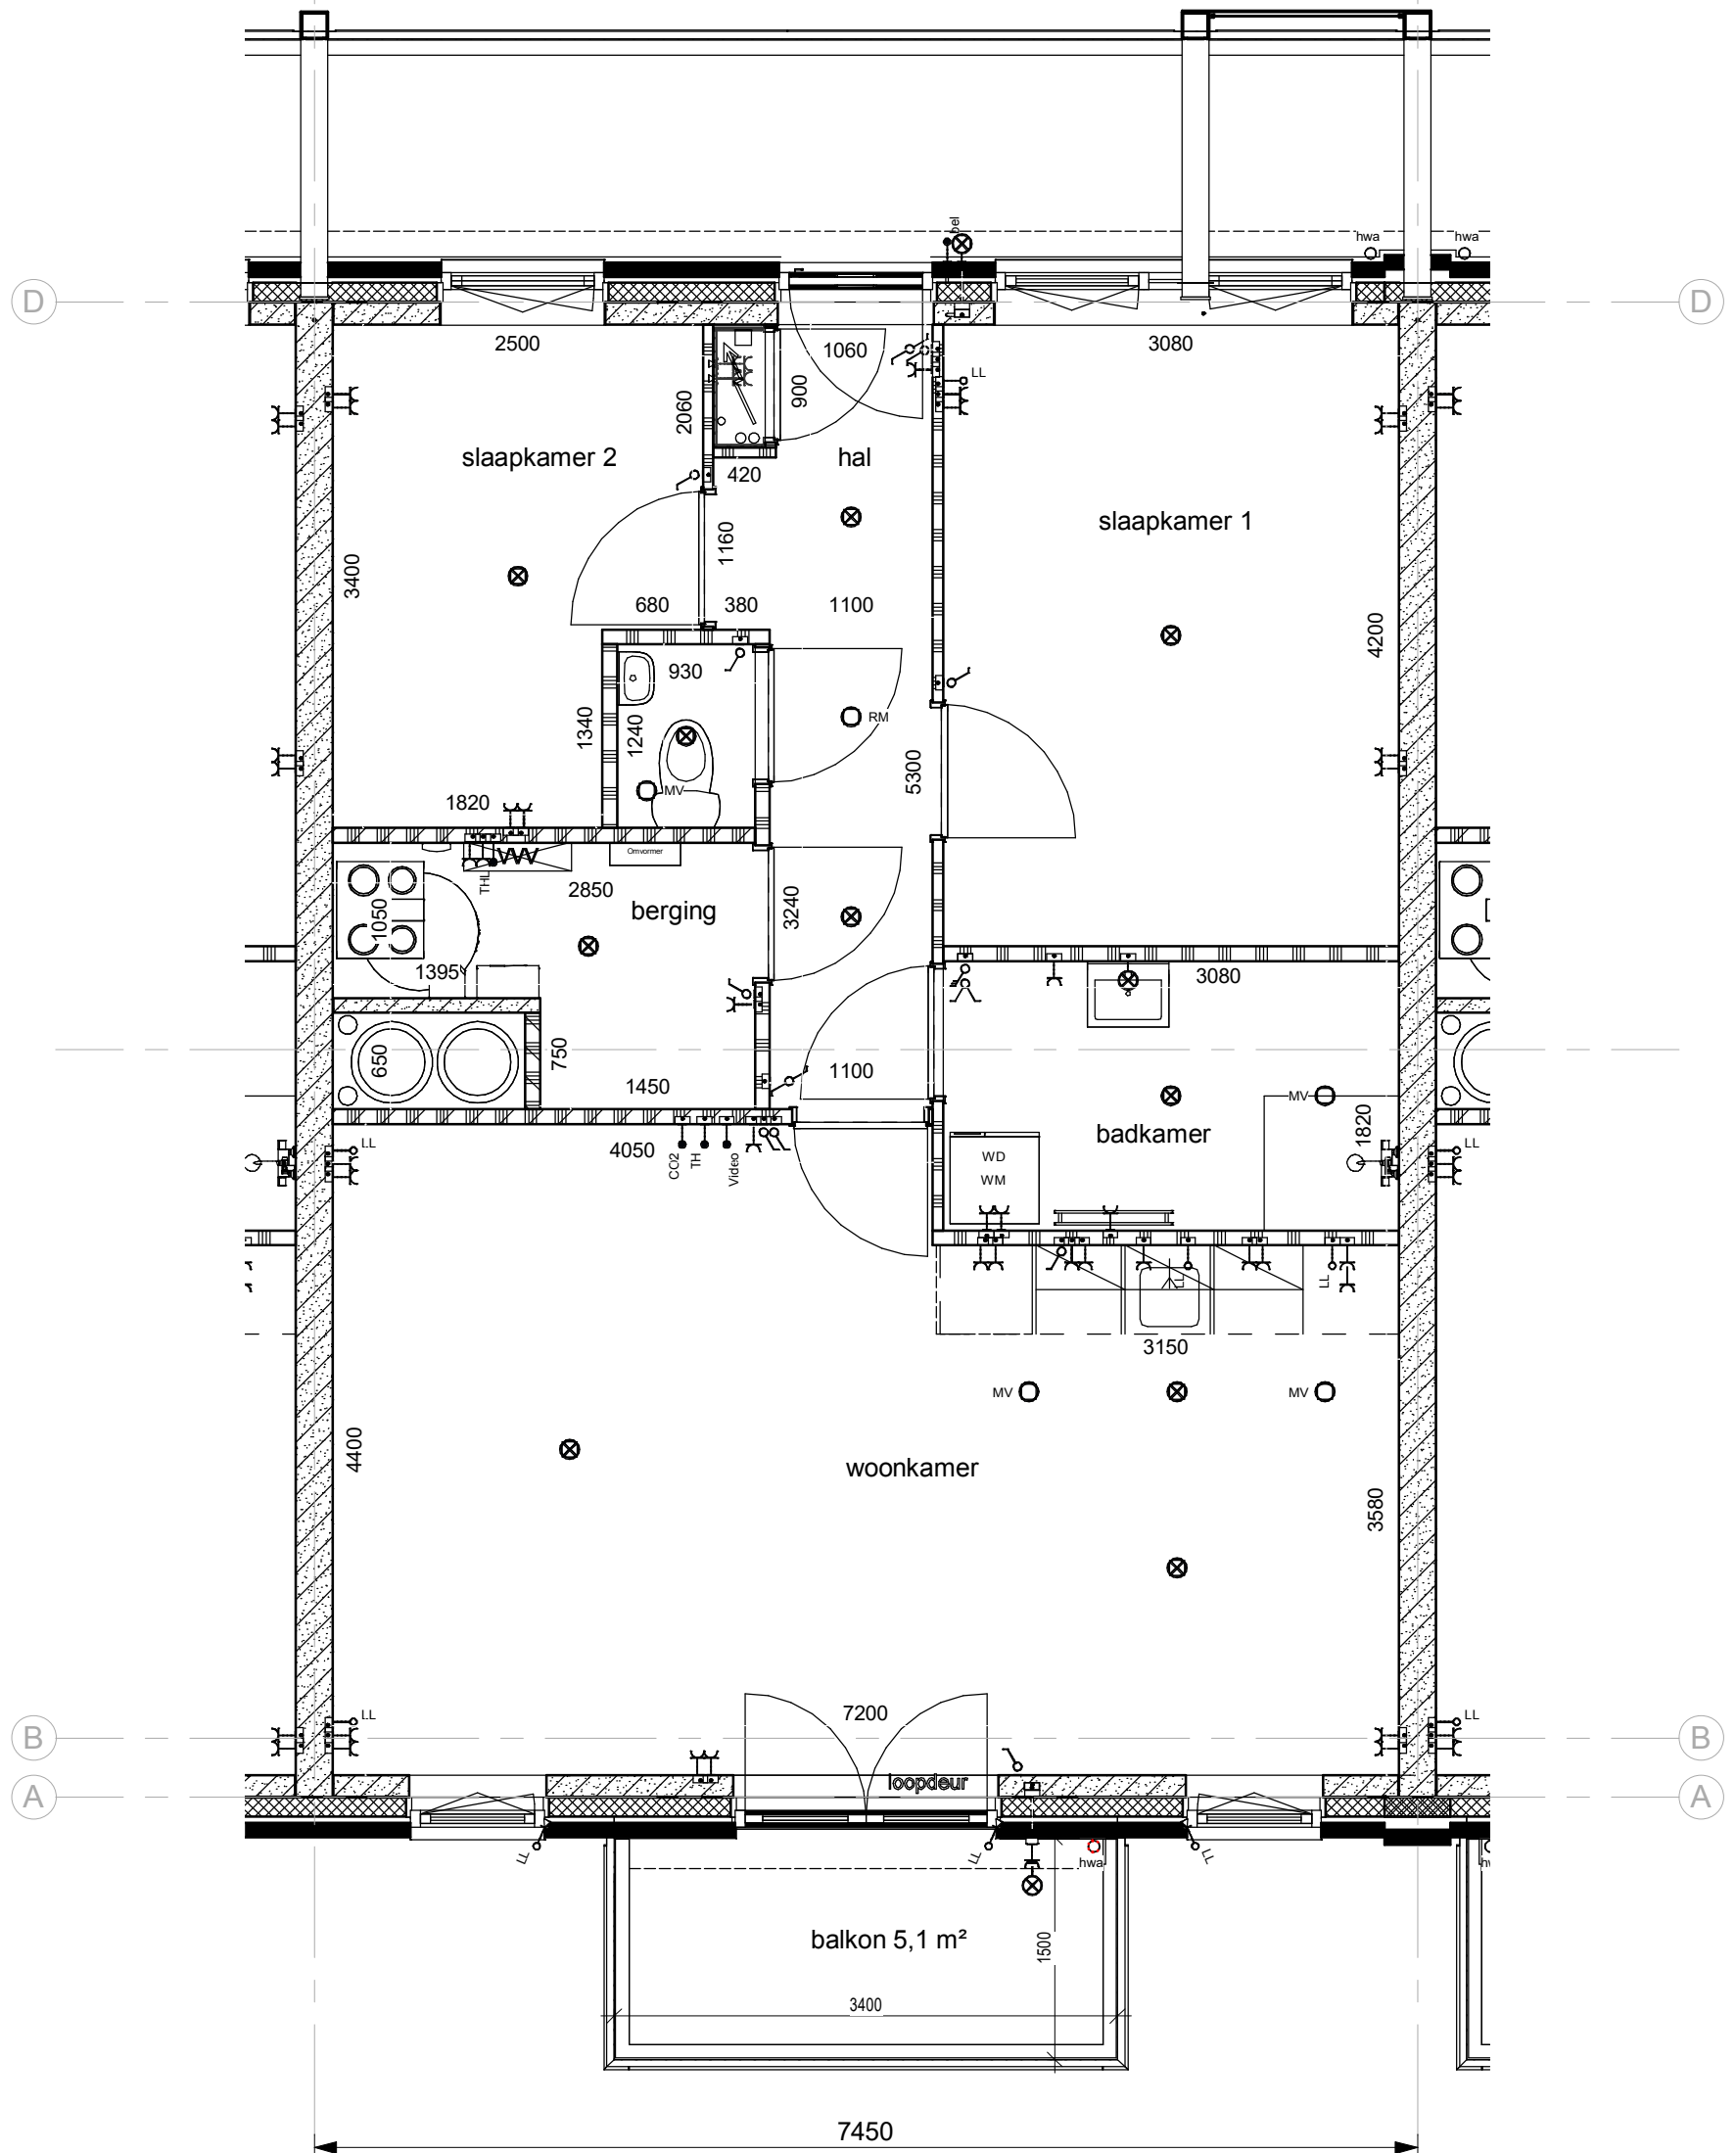 bel
hwa
hwa
D
D
2500
1060
3080
LL
900
2060
slaapkamer 2
hal
420
slaapkamer 1
1160
3400
680
380
1100
4200
930
1340
1240
RM
5300
MV
1820
Omvormer
THL
2850
berging
1050
3240
1395
3080
650
750
1450
1100
MV
1820
badkamer
4050
CO2
TH
Video
LL
LL
WD
WM
LL
LL
3150
MV
MV
4400
woonkamer
3580
LL
7200
LL
B
B
loopdeur
A
A
LL
LL
LL
hwa
balkon 5,1 m²
1500
3400
7450